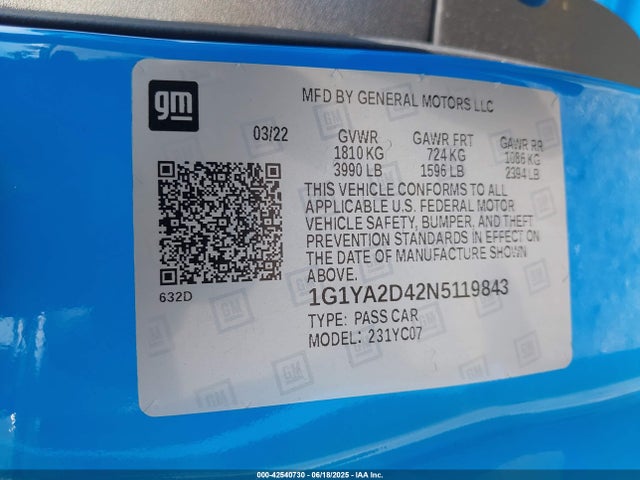 gm
MFD BY GENERAL MOTORS LLC
03/22 GVWR GAWR FRT GAWR RR
1810 KG 724 KG 1086 KG
3990 LB 1596 LB 2394 LB
THIS VEHICLE CONFORMS TO ALL
APPLICABLE U.S. FEDERAL MOTOR
VEHICLE SAFETY, BUMPER, AND THEFT
PREVENTION STANDARDS IN EFFECT ON
THE DATE OF MANUFACTURE SHOWN
ABOVE.
632D 1G1YA2D42N5119843
TYPE: PASS CAR
MODEL: 231YC07
000-42540730 - 06/18/2025 - IAA Inc.